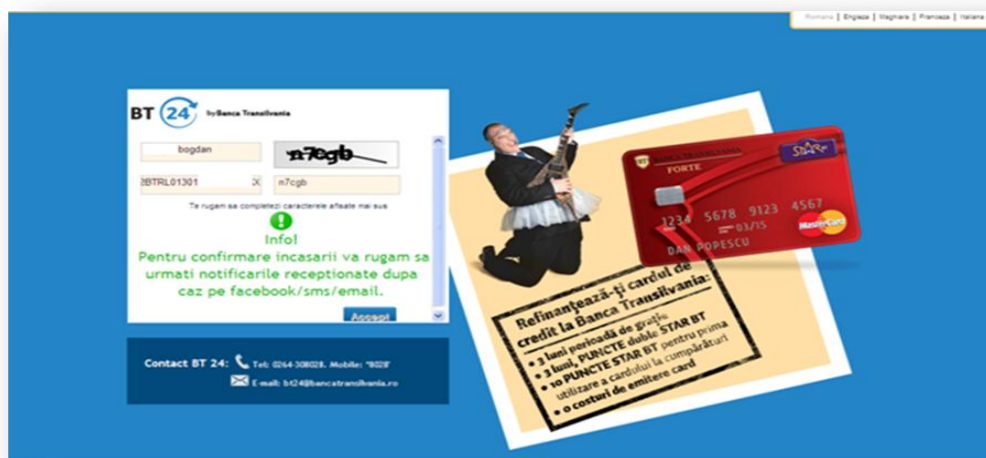 Romana | Engleza | Maghiara | Franceza | Italiana
BT 24 by Banca Transilvania
bogdan
n7cgb
BTRL01301
n7cgb
Te rugam sa completezi caracterele afisate mai sus
Info!
Pentru confirmare incasarii va rugam sa
urmati notificarile receptionate dupa
caz pe facebook/sms/email.
Accept
Contact BT 24: Tel: 0264-308028. Mobile: *8028*
E-mail: bt24@bancatransilvania.ro
BANCA TRANSILVANIA
FORTE
STAR
1234 5678 9123 4567
03/15
MasterCard
DAN POPESCU
Refinanțează-ți cardul de
credit la Banca Transilvania:
• 3 luni perioadă de grație
• 3 luni, PUNCTE duble STAR BT
• 10 PUNCTE STAR BT pentru prima
utilizare a cardului la cumpărături
• 0 costuri de emitere card